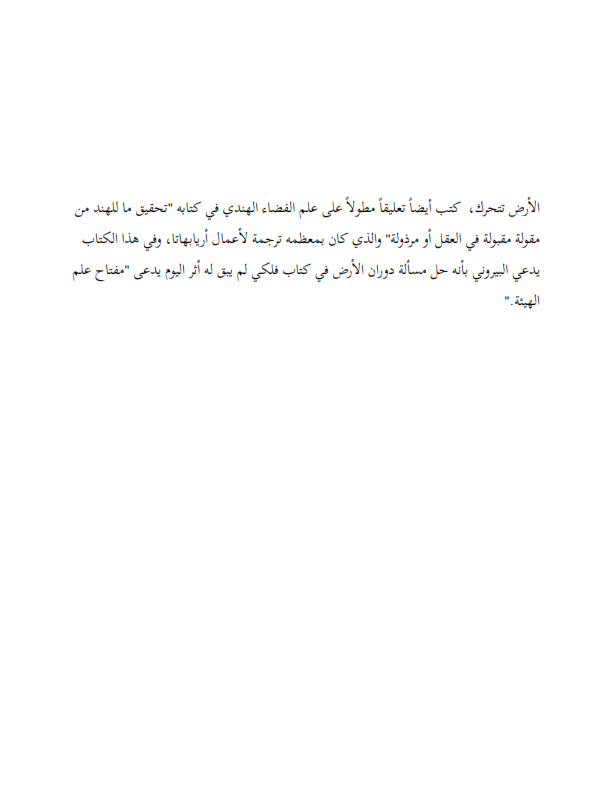 الأرض تتحرك، كتب أيضاً تعليقاً مطولاً على علم الفضاء الهندي في كتابه "تحقيق ما للهند من
مقولة مقبولة في العقل أو مرذولة" والذي كان بمعظمه ترجمة لأعمال أريابهاتا، وفي هذا الكتاب
يدعي البيروني بأنه حل مسألة دوران الأرض في كتاب فلكي لم يبق له أثر اليوم يدعى "مفتاح علم
الهيئة."